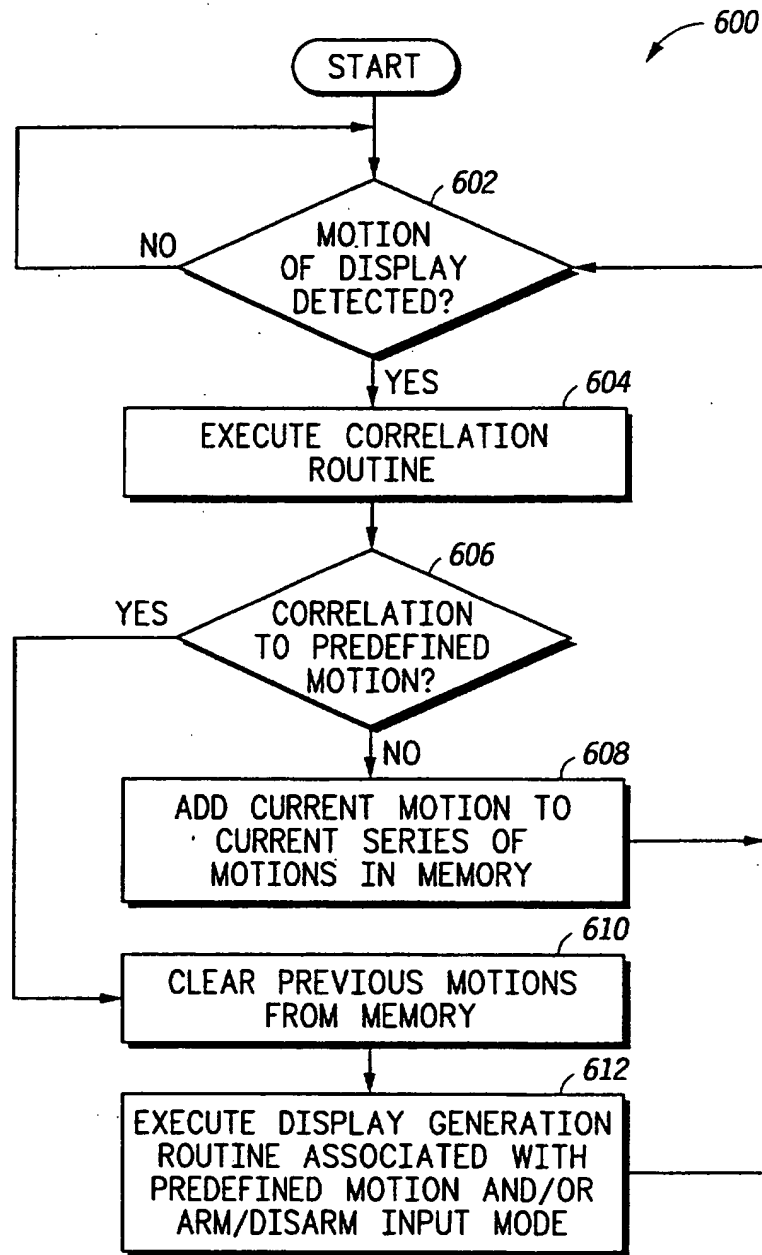 600
START
602
MOTION
OF DISPLAY
DETECTED?
NO
YES
604
EXECUTE CORRELATION
ROUTINE
606
YES
CORRELATION
TO PREDEFINED
MOTION?
NO
608
ADD CURRENT MOTION TO
CURRENT SERIES OF
MOTIONS IN MEMORY
610
CLEAR PREVIOUS MOTIONS
FROM MEMORY
612
EXECUTE DISPLAY GENERATION
ROUTINE ASSOCIATED WITH
PREDEFINED MOTION AND/OR
ARM/DISARM INPUT MODE